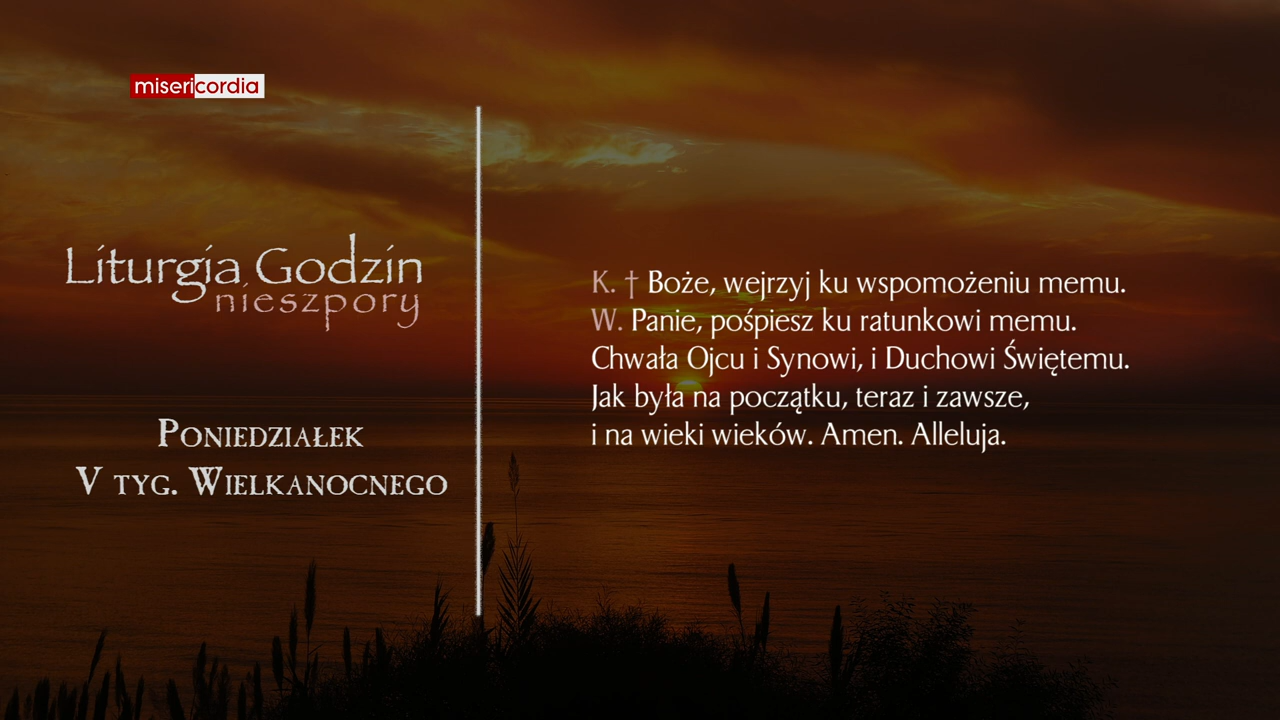 misericordia
Liturgia Godzin
nieszpory
Poniedziałek
V tyg. Wielkanocnego
K. † Boże, wejrzyj ku wspomożeniu memu.
W. Panie, pośpiesz ku ratunkowi memu.
Chwała Ojcu i Synowi, i Duchowi Świętemu.
Jak była na początku, teraz i zawsze,
i na wieki wieków. Amen. Alleluja.